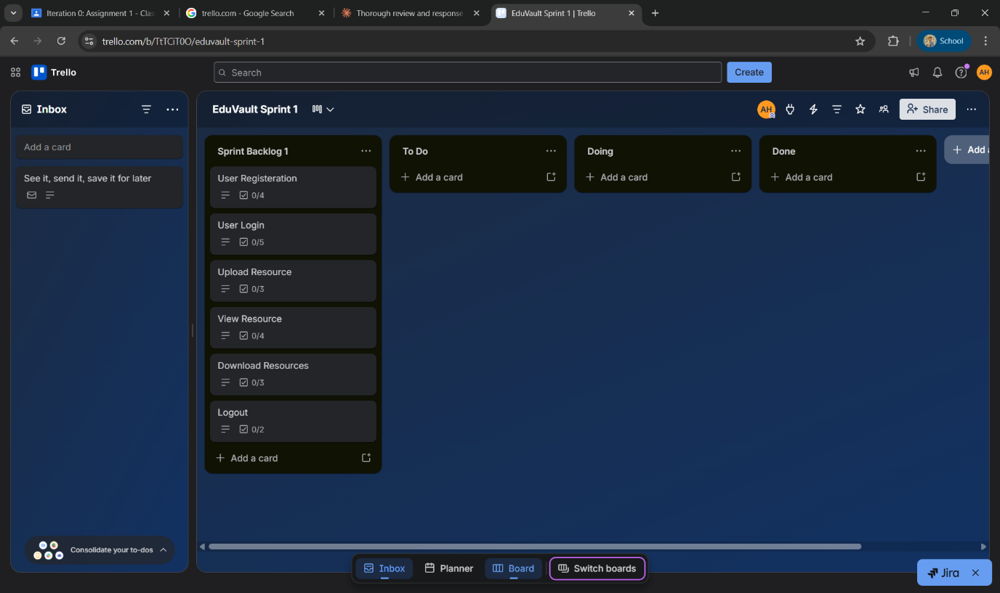 Iteration 0: Assignment 1 - Clas
trello.com - Google Search
Thorough review and response
EduVault Sprint 1 | Trello
trello.com/b/TtTCiT0O/eduvault-sprint-1
School
Trello
Search
Create
AH
Inbox
Add a card
See it, send it, save it for later
Consolidate your to-dos
EduVault Sprint 1
AH
Share
Sprint Backlog 1
User Registeration
0/4
User Login
0/5
Upload Resource
0/3
View Resource
0/4
Download Resources
0/3
Logout
0/2
Add a card
To Do
Add a card
Doing
Add a card
Done
Add a card
Add a
Inbox
Planner
Board
Switch boards
Jira